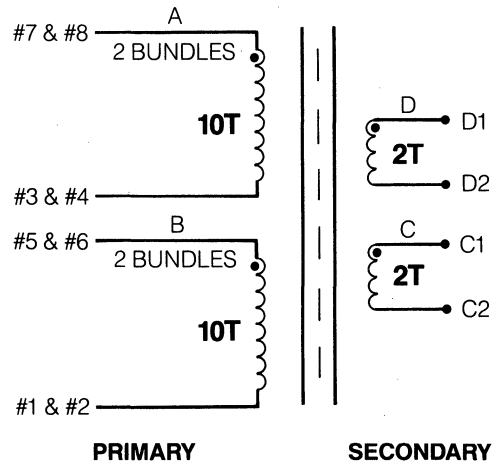 #7 & #8
A
2 BUNDLES
10T
#3 & #4
#5 & #6
B
2 BUNDLES
10T
#1 & #2
D
D1
2T
D2
C
C1
2T
C2
PRIMARY
SECONDARY